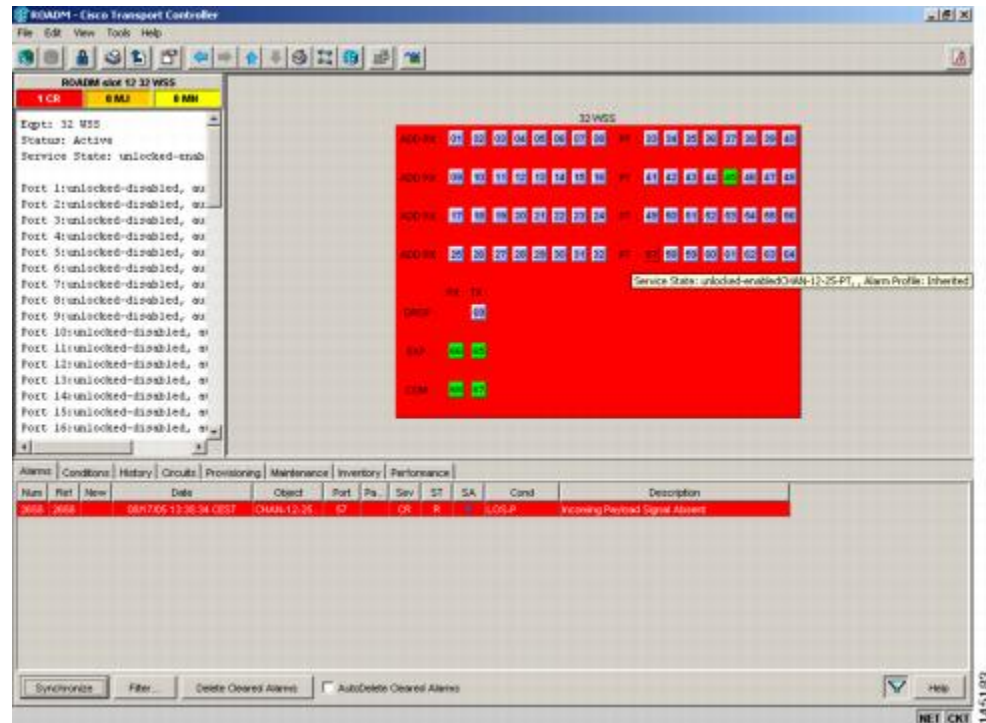 ROADM - Cisco Transport Controller
File Edit View Tools Help
ROADM slot 12 32 WSS
1 CR 0 MJ 0 MN
Eqpt: 32 WSS
Status: Active
Service State: unlocked-enab
Port 1:unlocked-disabled, au
Port 2:unlocked-disabled, au
Port 3:unlocked-disabled, au
Port 4:unlocked-disabled, au
Port 5:unlocked-disabled, au
Port 6:unlocked-disabled, au
Port 7:unlocked-disabled, au
Port 8:unlocked-disabled, au
Port 9:unlocked-disabled, au
Port 10:unlocked-disabled, a
Port 11:unlocked-disabled, a
Port 12:unlocked-disabled, a
Port 13:unlocked-disabled, a
Port 14:unlocked-disabled, a
Port 15:unlocked-disabled, a
Port 16:unlocked-disabled, a
32 WSS
ADD RX 01 02 03 04 05 06 07 08 PT 33 34 35 36 37 38 39 40
ADD RX 09 10 11 12 13 14 15 16 PT 41 42 43 44 45 46 47 48
ADD RX 17 18 19 20 21 22 23 24 PT 49 50 51 52 53 54 55 56
ADD RX 25 26 27 28 29 30 31 32 PT 57 58 59 60 61 62 63 64
Service State: unlocked-enabledCHAN-12-25-PT, , Alarm Profile: Inherited
RX TX
DROP
EXP
COM 67
Alarms Conditions History Circuits Provisioning Maintenance Inventory Performance
Num Ref New Date Object Port Pa... Sev ST SA Cond Description
2658 2658 08/17/05 13:38:34 CEST CHAN-12-25... 57 CR R LOS-P Incoming Payload Signal Absent
Synchronize Filter... Delete Cleared Alarms AutoDelete Cleared Alarms Help
NET CKT
145193